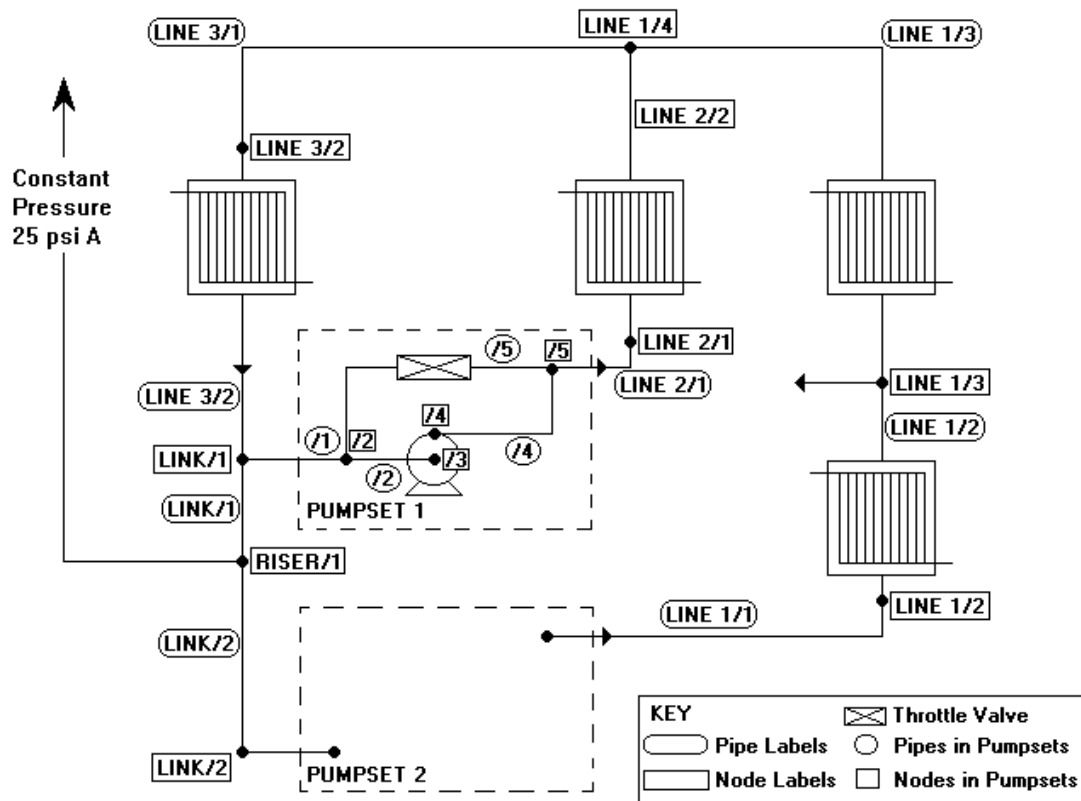 LINE 3/1
LINE 1/4
LINE 1/3
LINE 2/2
LINE 3/2
Constant
Pressure
25 psi A
LINE 2/1
/5
/5
LINE 2/1
LINE 1/3
LINE 3/2
/4
LINE 1/2
/1
/2
/4
LINK/1
/3
/2
LINK/1
PUMPSET 1
RISER/1
LINE 1/2
LINE 1/1
LINK/2
LINK/2
PUMPSET 2
KEY
Throttle Valve
Pipe Labels
Pipes in Pumpsets
Node Labels
Nodes in Pumpsets